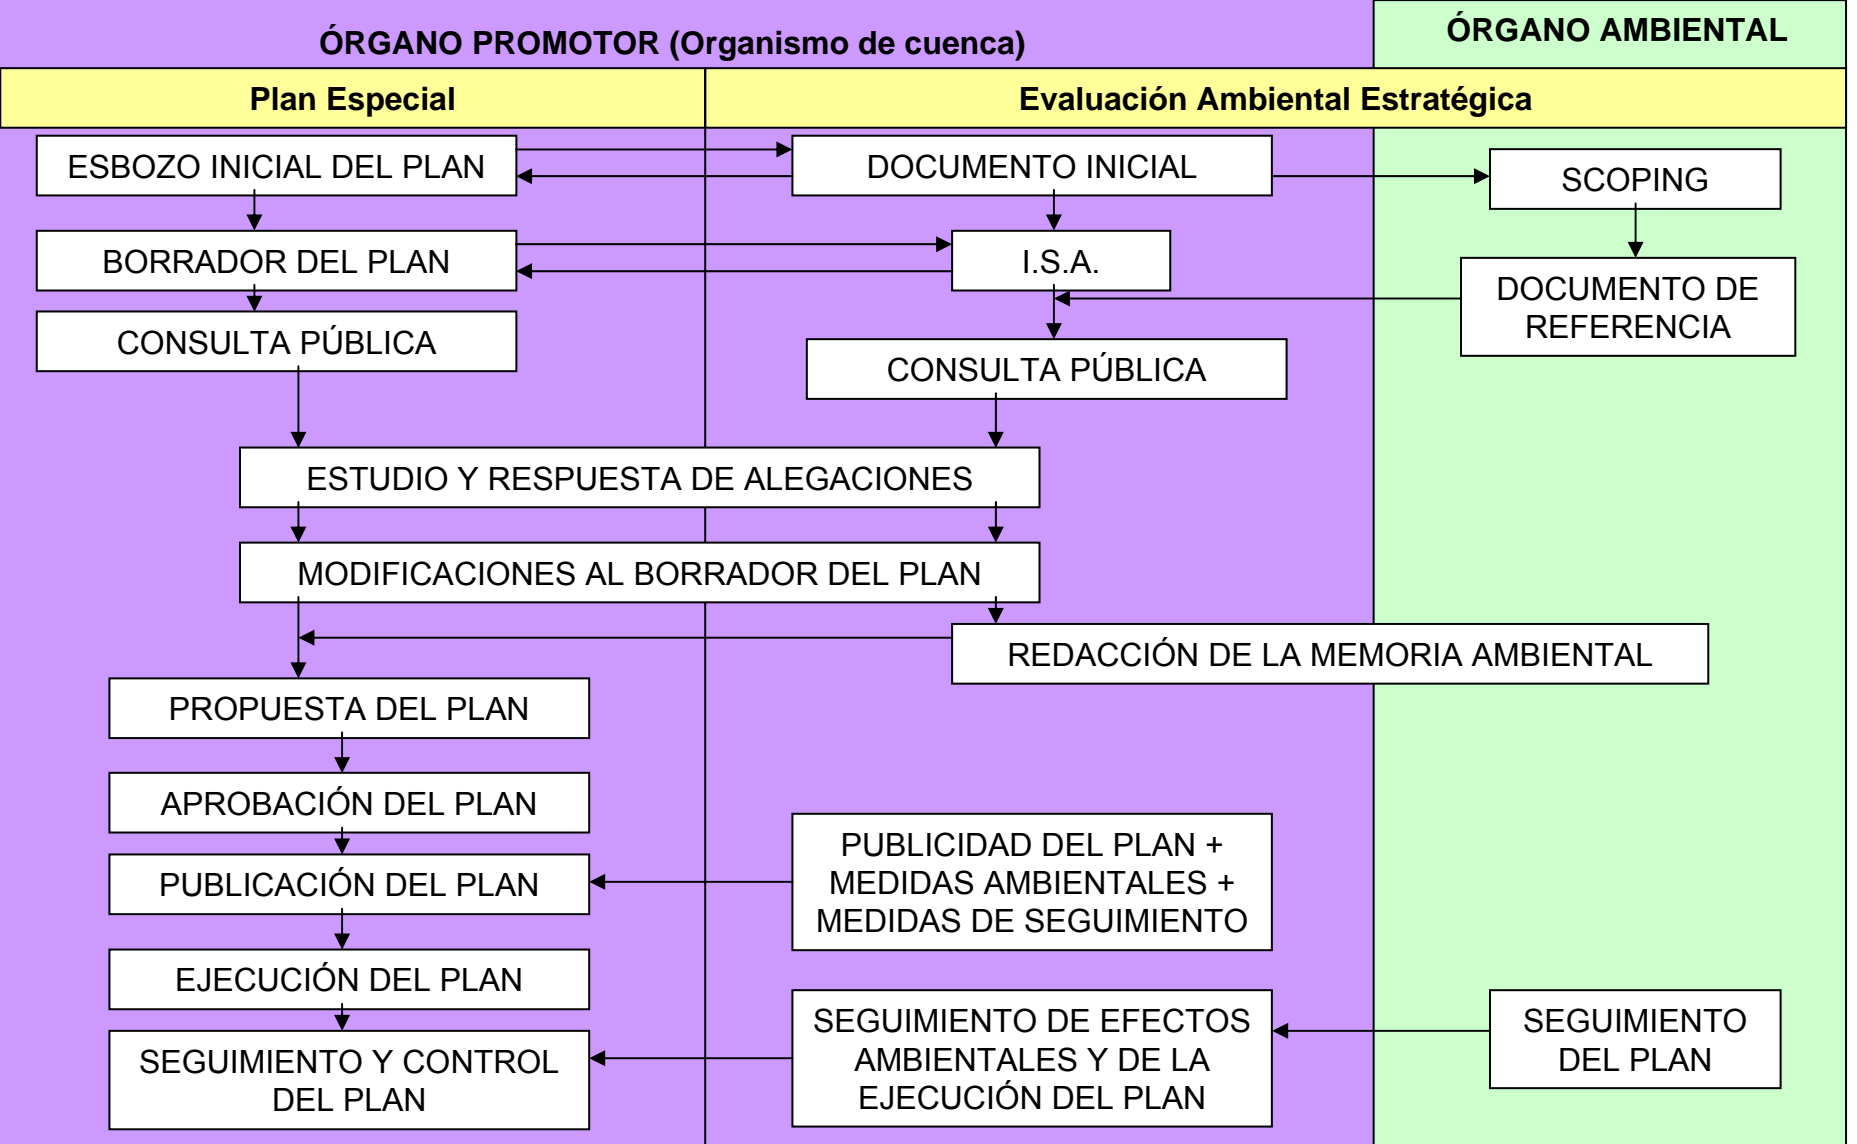 ÓRGANO PROMOTOR (Organismo de cuenca)
ÓRGANO AMBIENTAL
Plan Especial
Evaluación Ambiental Estratégica
ESBOZO INICIAL DEL PLAN
DOCUMENTO INICIAL
SCOPING
BORRADOR DEL PLAN
I.S.A.
DOCUMENTO DE
REFERENCIA
CONSULTA PÚBLICA
CONSULTA PÚBLICA
ESTUDIO Y RESPUESTA DE ALEGACIONES
MODIFICACIONES AL BORRADOR DEL PLAN
REDACCIÓN DE LA MEMORIA AMBIENTAL
PROPUESTA DEL PLAN
APROBACIÓN DEL PLAN
PUBLICACIÓN DEL PLAN
PUBLICIDAD DEL PLAN +
MEDIDAS AMBIENTALES +
MEDIDAS DE SEGUIMIENTO
EJECUCIÓN DEL PLAN
SEGUIMIENTO Y CONTROL
DEL PLAN
SEGUIMIENTO DE EFECTOS
AMBIENTALES Y DE LA
EJECUCIÓN DEL PLAN
SEGUIMIENTO
DEL PLAN